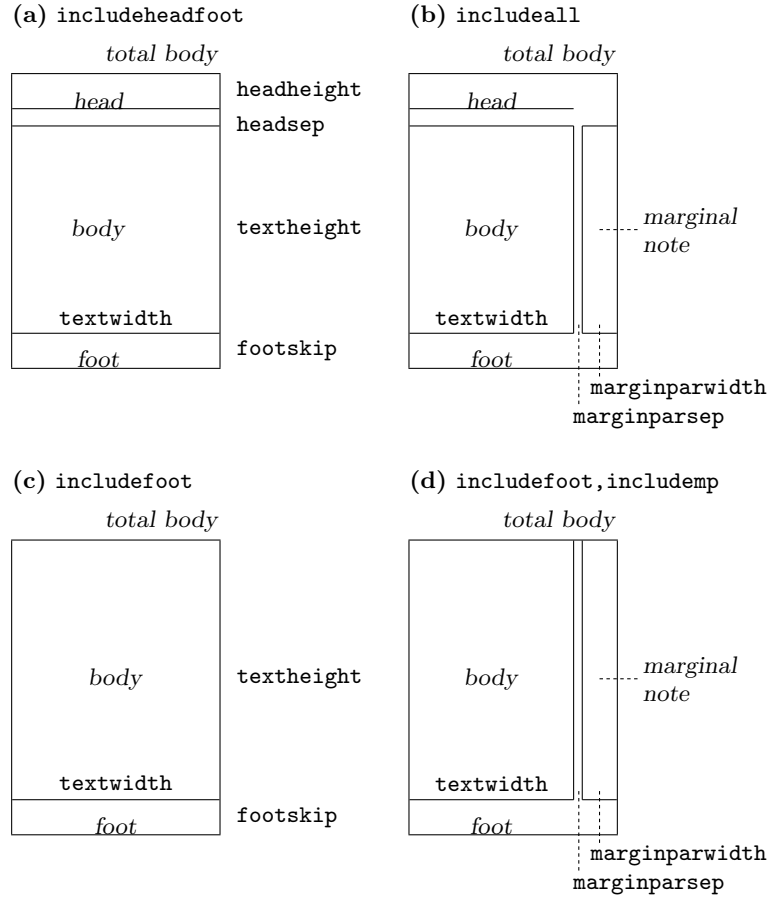 (a) includeheadfoot
total body
head
headheight
headsep
body
textheight
textwidth
foot
footskip
(b) includeall
total body
head
body
marginal
note
textwidth
foot
marginparwidth
marginparsep
(c) includefoot
total body
body
textheight
textwidth
foot
footskip
(d) includefoot,includemp
total body
body
marginal
note
textwidth
foot
marginparwidth
marginparsep